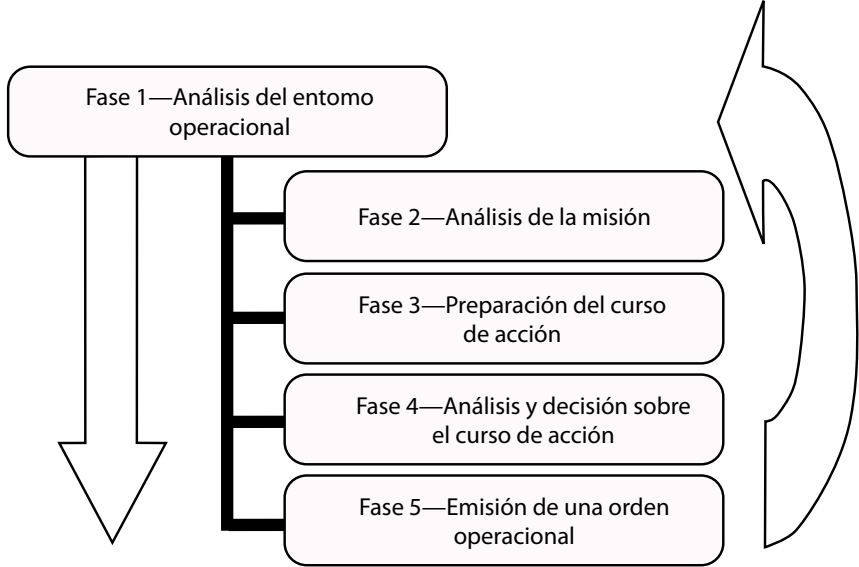 Fase 1—Análisis del entomo
operacional
Fase 2—Análisis de la misión
Fase 3—Preparación del curso
de acción
Fase 4—Análisis y decisión sobre
el curso de acción
Fase 5—Emisión de una orden
operacional